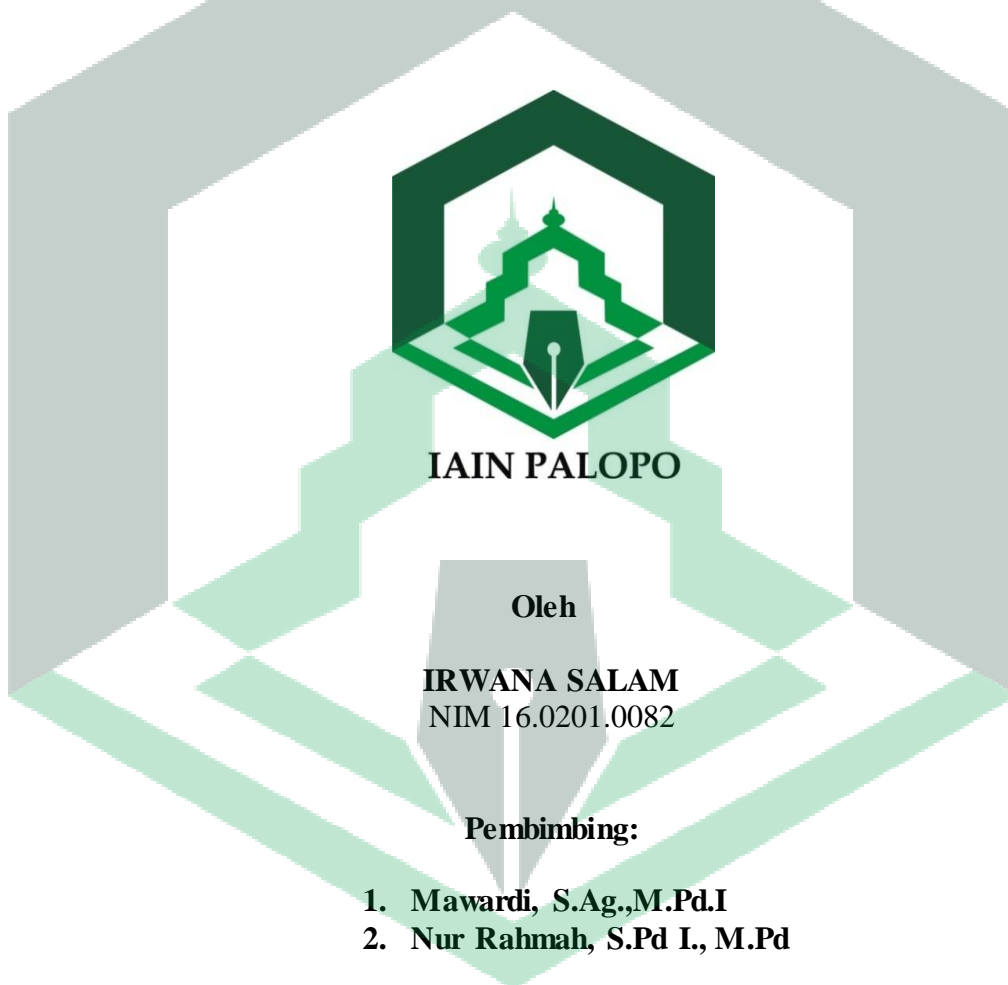 IAIN PALOPO
Oleh
IRWANA SALAM
NIM 16.0201.0082
Pembimbing:
1. Mawardi, S.Ag.,M.Pd.I
2. Nur Rahmah, S.Pd I., M.Pd